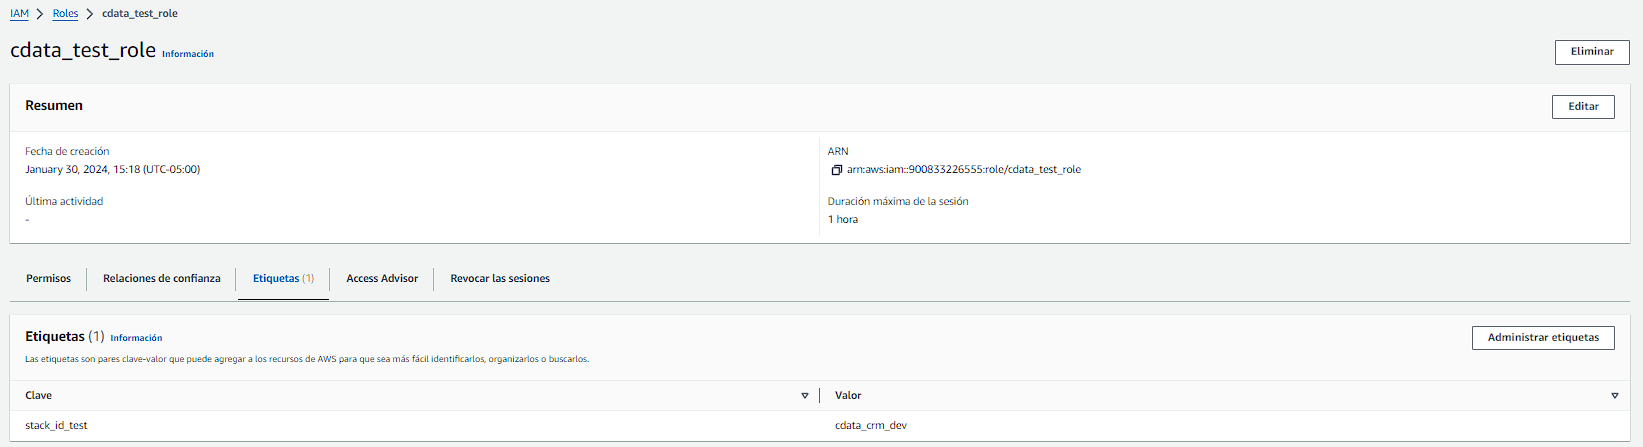 IAM > Roles > cdata_test_role
cdata_test_role Información
Eliminar
Resumen
Editar
Fecha de creación
January 30, 2024, 15:18 (UTC-05:00)
ARN
arn:aws:iam::900833226555:role/cdata_test_role
Última actividad
-
Duración máxima de la sesión
1 hora
Permisos Relaciones de confianza Etiquetas (1) Access Advisor Revocar las sesiones
Etiquetas (1) Información
Administrar etiquetas
Las etiquetas son pares clave-valor que puede agregar a los recursos de AWS para que sea más fácil identificarlos, organizarlos o buscarlos.
Clave Valor
stack_id_test cdata_crm_dev